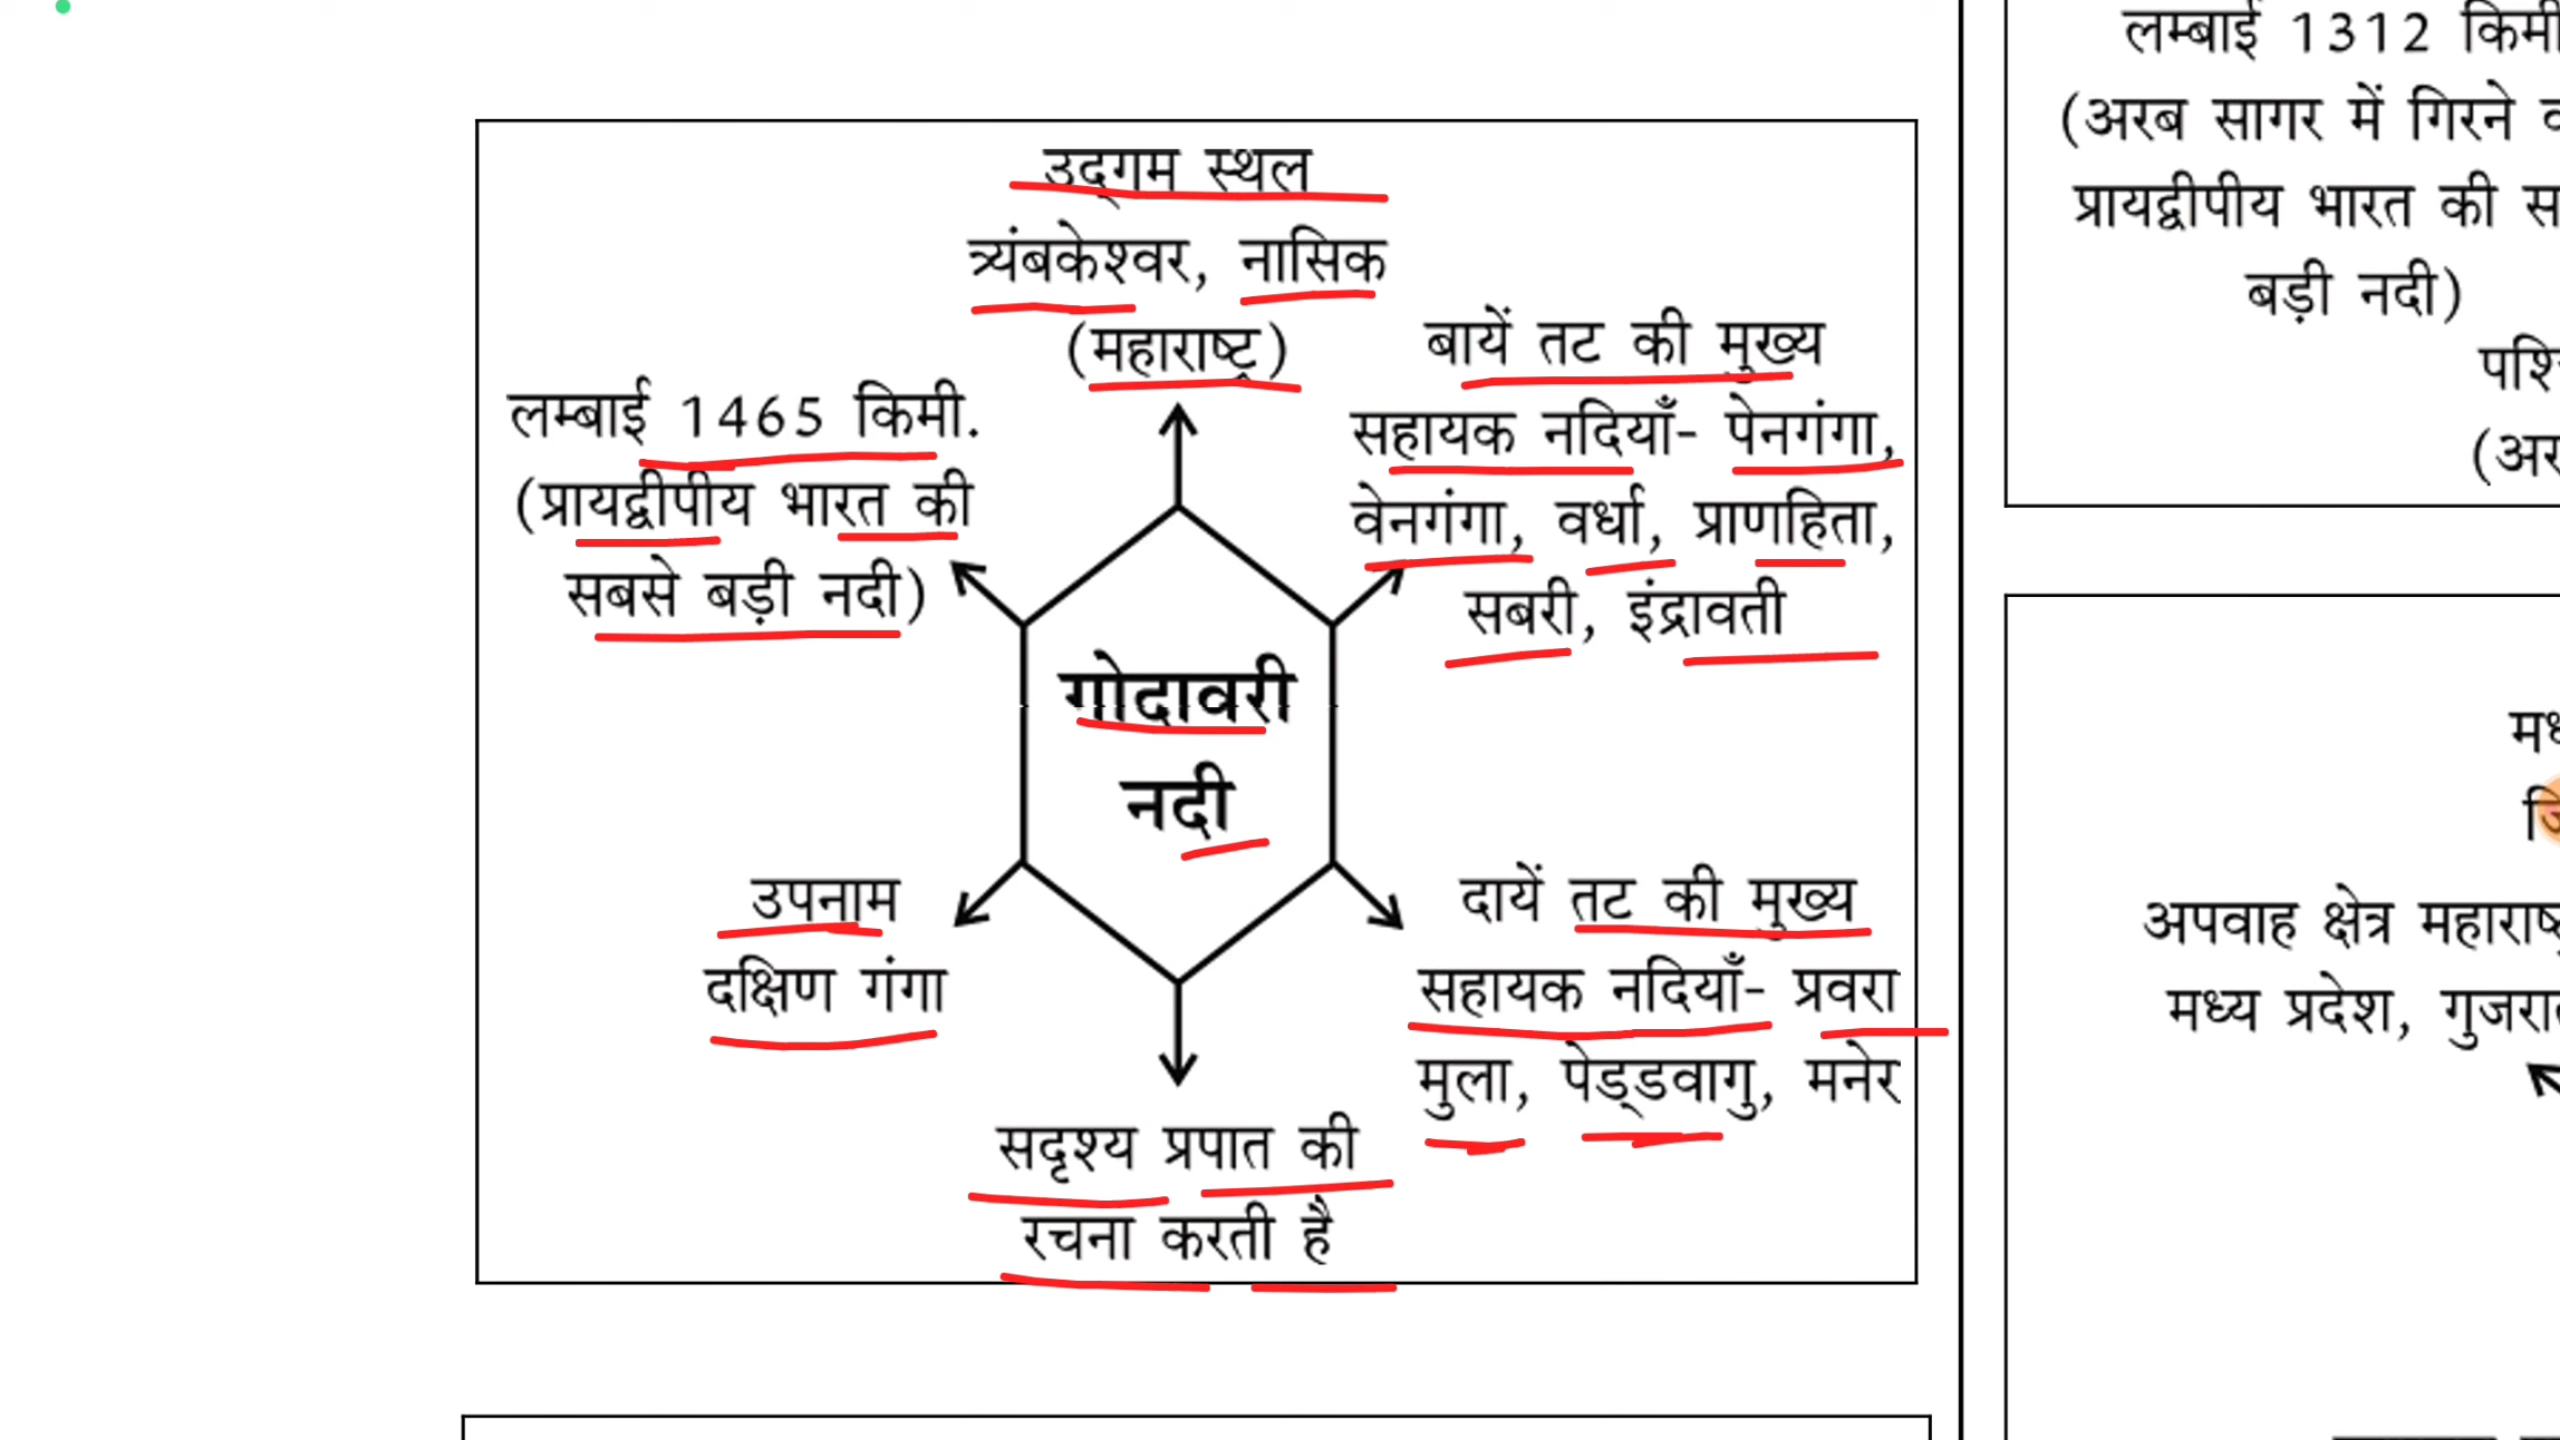 उद्गम स्थल
त्र्यंबकेश्वर, नासिक
(महाराष्ट्र)
लम्बाई 1465 किमी.
(प्रायद्वीपीय भारत की
सबसे बड़ी नदी)
बायें तट की मुख्य
सहायक नदियाँ- पेनगंगा,
वेनगंगा, वर्धा, प्राणहिता,
सबरी, इंद्रावती
गोदावरी
नदी
उपनाम
दक्षिण गंगा
दायें तट की मुख्य
सहायक नदियाँ- प्रवरा
मुला, पेड्डवागु, मनेर
सदृश्य प्रपात की
रचना करती है
लम्बाई 1312 किमी
(अरब सागर में गिरने
प्रायद्वीपीय भारत की
बड़ी नदी)
अपवाह क्षेत्र
मध्य प्रदेश,